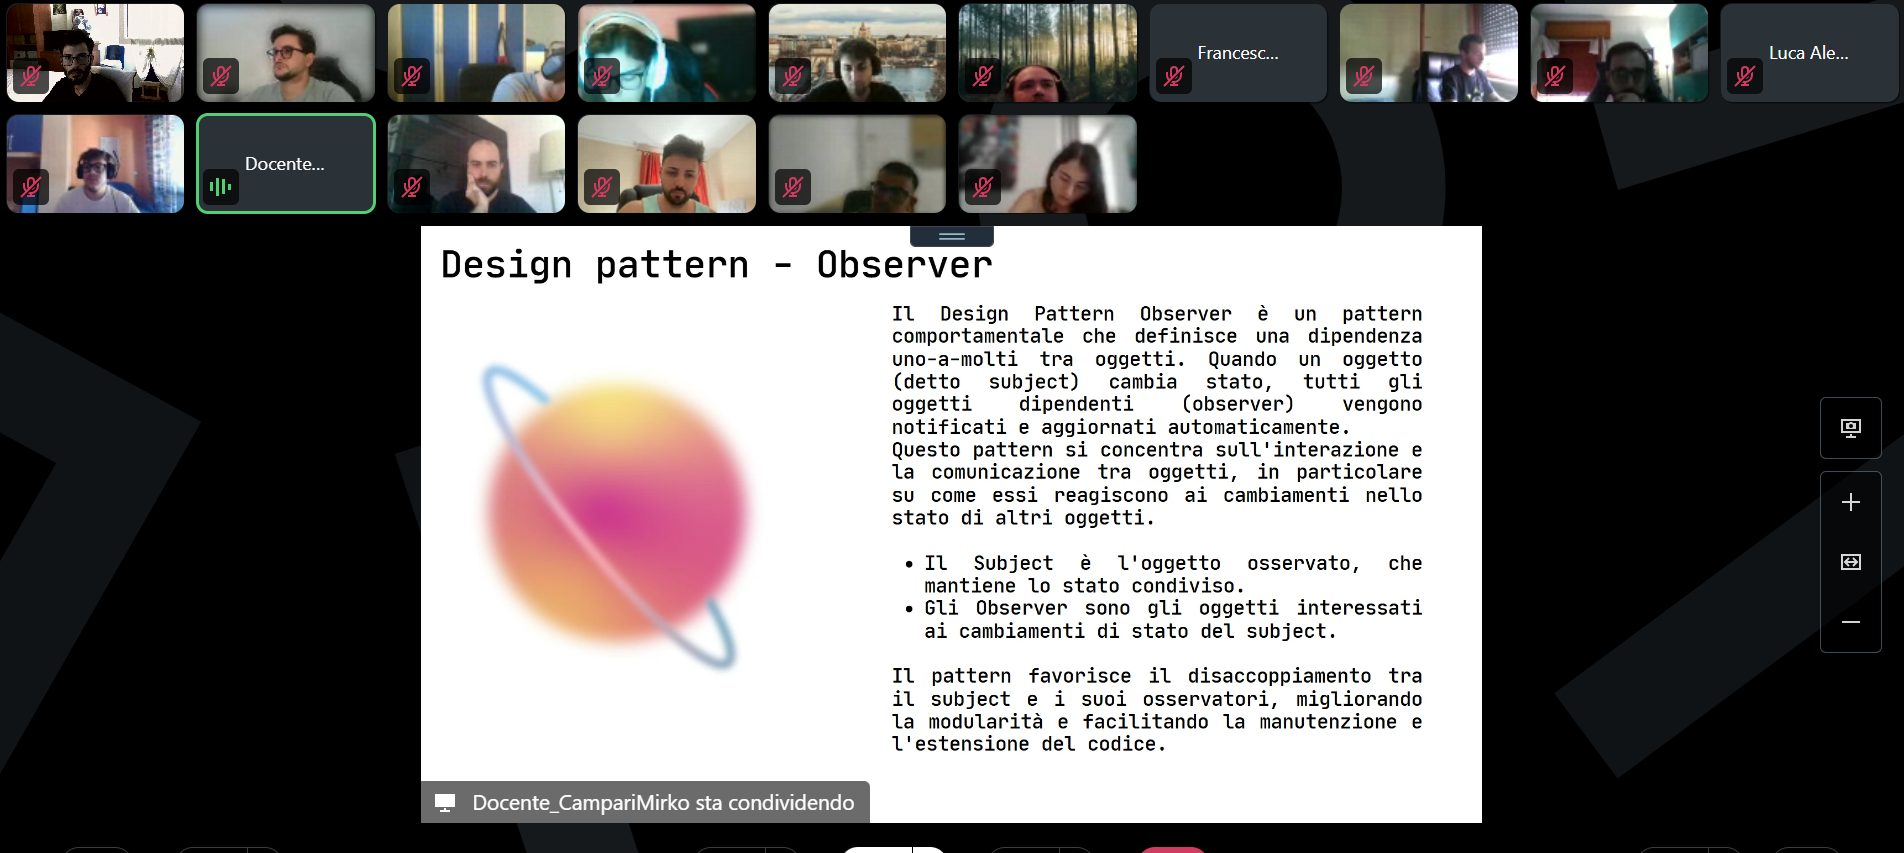 Francesc...
Luca Ale...
Docente...
Design pattern - Observer
Il Design Pattern Observer è un pattern
comportamentale che definisce una dipendenza
uno-a-molti tra oggetti. Quando un oggetto
(detto subject) cambia stato, tutti gli
oggetti dipendenti (observer) vengono
notificati e aggiornati automaticamente.
Questo pattern si concentra sull'interazione e
la comunicazione tra oggetti, in particolare
su come essi reagiscono ai cambiamenti nello
stato di altri oggetti.
• Il Subject è l'oggetto osservato, che
mantiene lo stato condiviso.
• Gli Observer sono gli oggetti interessati
ai cambiamenti di stato del subject.
Il pattern favorisce il disaccoppiamento tra
il subject e i suoi osservatori, migliorando
la modularità e facilitando la manutenzione e
l'estensione del codice.
Docente_CampariMirko sta condividendo